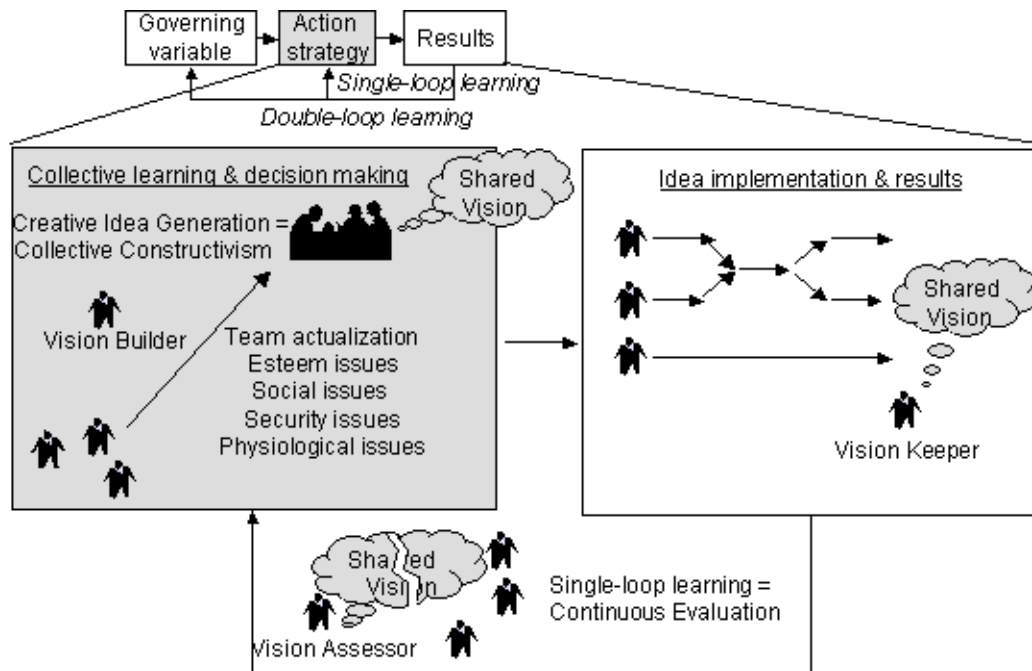 Governing
variable
Action
strategy
Results
Single-loop learning
Double-loop learning
Collective learning & decision making
Creative Idea Generation =
Collective Constructivism
Shared
Vision
Vision Builder
Team actualization
Esteem issues
Social issues
Security issues
Physiological issues
Idea implementation & results
Shared
Vision
Vision Keeper
Shared
Vision
Vision Assessor
Single-loop learning =
Continuous Evaluation